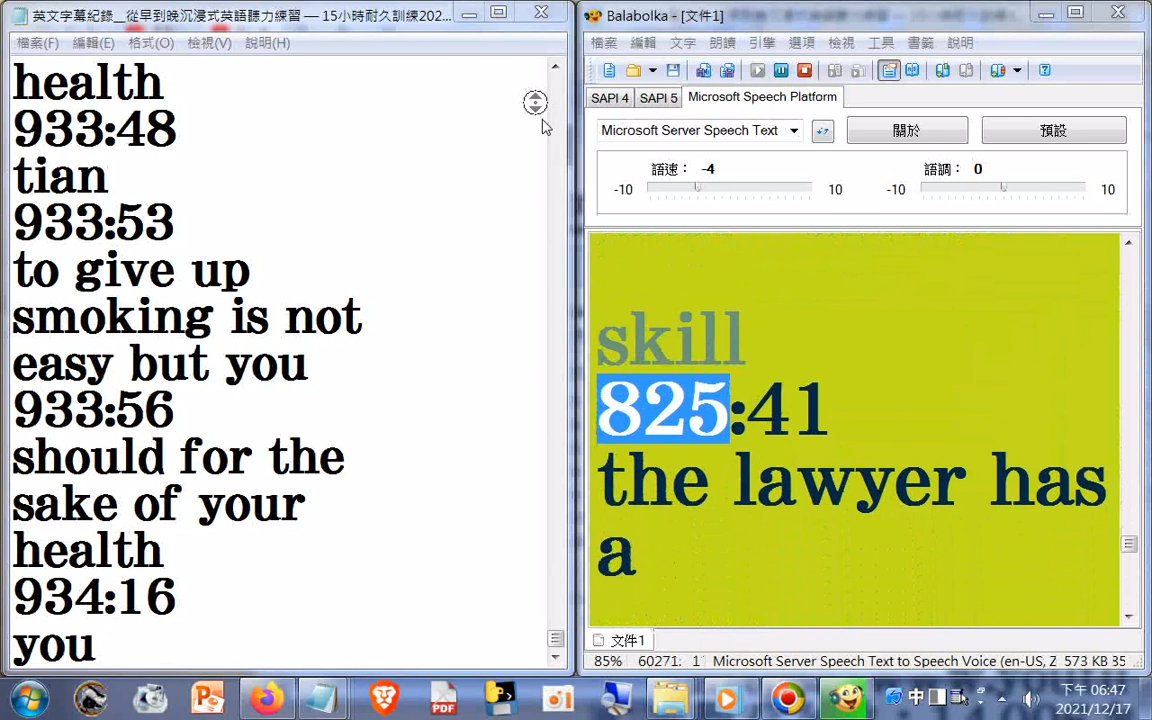 英文字幕紀錄__從早到晚沉浸式英語聽力練習 — 15小時耐久訓練202...
檔案(F) 編輯(E) 格式(O) 檢視(V) 說明(H)
health
933:48
tian
933:53
to give up
smoking is not
easy but you
933:56
should for the
sake of your
health
934:16
you
Balabolka - [文件1]
檔案 編輯 文字 朗讀 引擎 選項 檢視 工具 書籤 說明
SAPI 4 SAPI 5 Microsoft Speech Platform
Microsoft Server Speech Text 關於 預設
語速: -4 語調: 0
-10 10 -10 10
skill
825:41
the lawyer has
a
文件1
85% 60271: 1 Microsoft Server Speech Text to Speech Voice (en-US, Z 573 KB 35
PDF
中
下午 06:47
2021/12/17